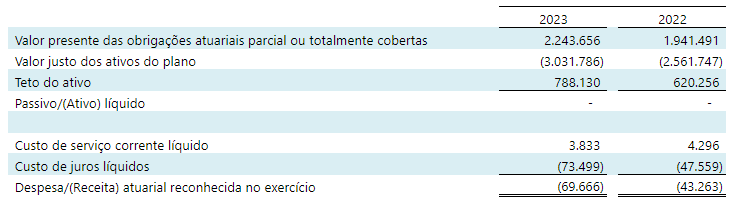 2023 2022
Valor presente das obrigações atuariais parcial ou totalmente cobertas 2.243.656 1.941.491
Valor justo dos ativos do plano (3.031.786) (2.561.747)
Teto do ativo 788.130 620.256
Passivo/(Ativo) líquido - -
Custo de serviço corrente líquido 3.833 4.296
Custo de juros líquidos (73.499) (47.559)
Despesa/(Receita) atuarial reconhecida no exercício (69.666) (43.263)